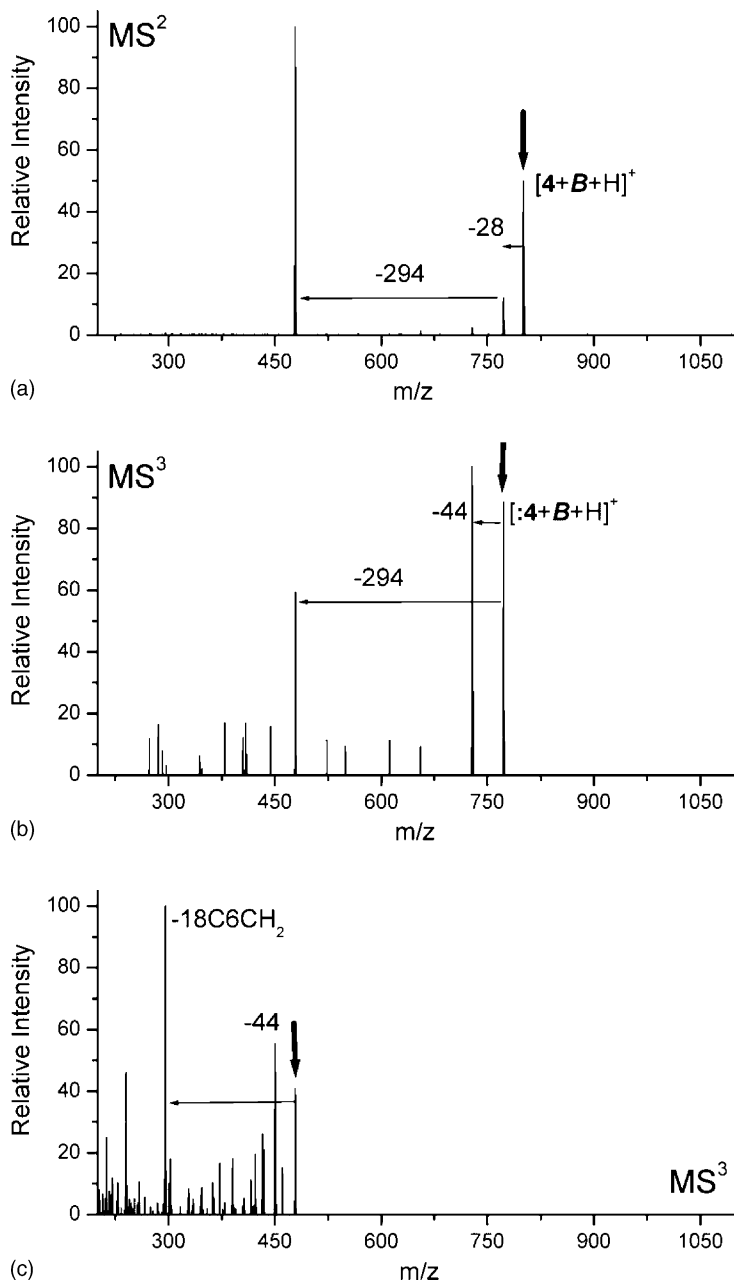 MS²
100
80
60
40
20
0
Relative Intensity
[4+B+H]⁺
-28
-294
300 450 600 750 900 1050
m/z
(a)
MS³
100
80
60
40
20
0
Relative Intensity
[:4+B+H]⁺
-44
-294
300 450 600 750 900 1050
m/z
(b)
100
80
60
40
20
0
Relative Intensity
-18C6CH₂
-44
MS³
300 450 600 750 900 1050
m/z
(c)